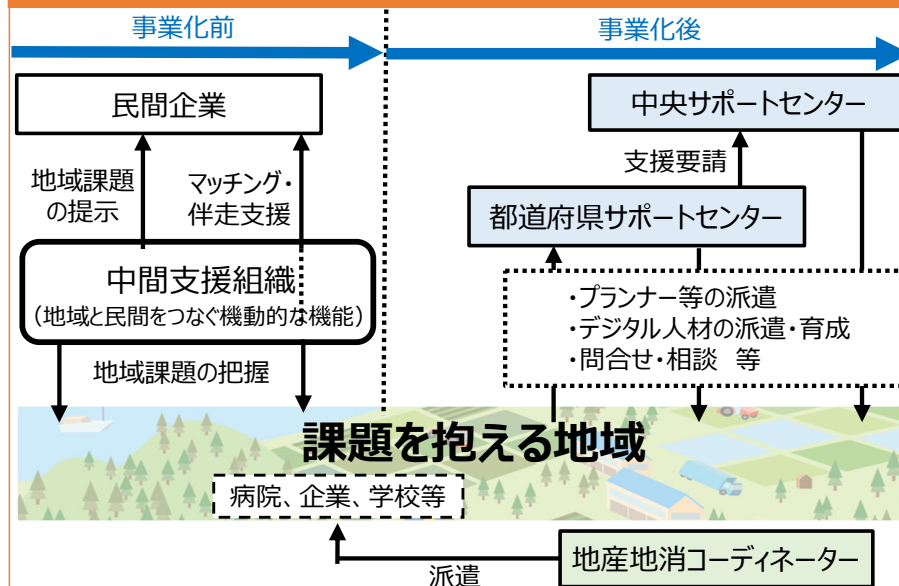 事業化前
事業化後
民間企業
中央サポートセンター
地域課題
の提示
マッチング・
伴走支援
支援要請
都道府県サポートセンター
中間支援組織
（地域と民間をつなぐ機動的な機能）
・プランナー等の派遣
・デジタル人材の派遣・育成
・問合せ・相談 等
地域課題の把握
課題を抱える地域
病院、企業、学校等
地産地消コーディネーター
派遣